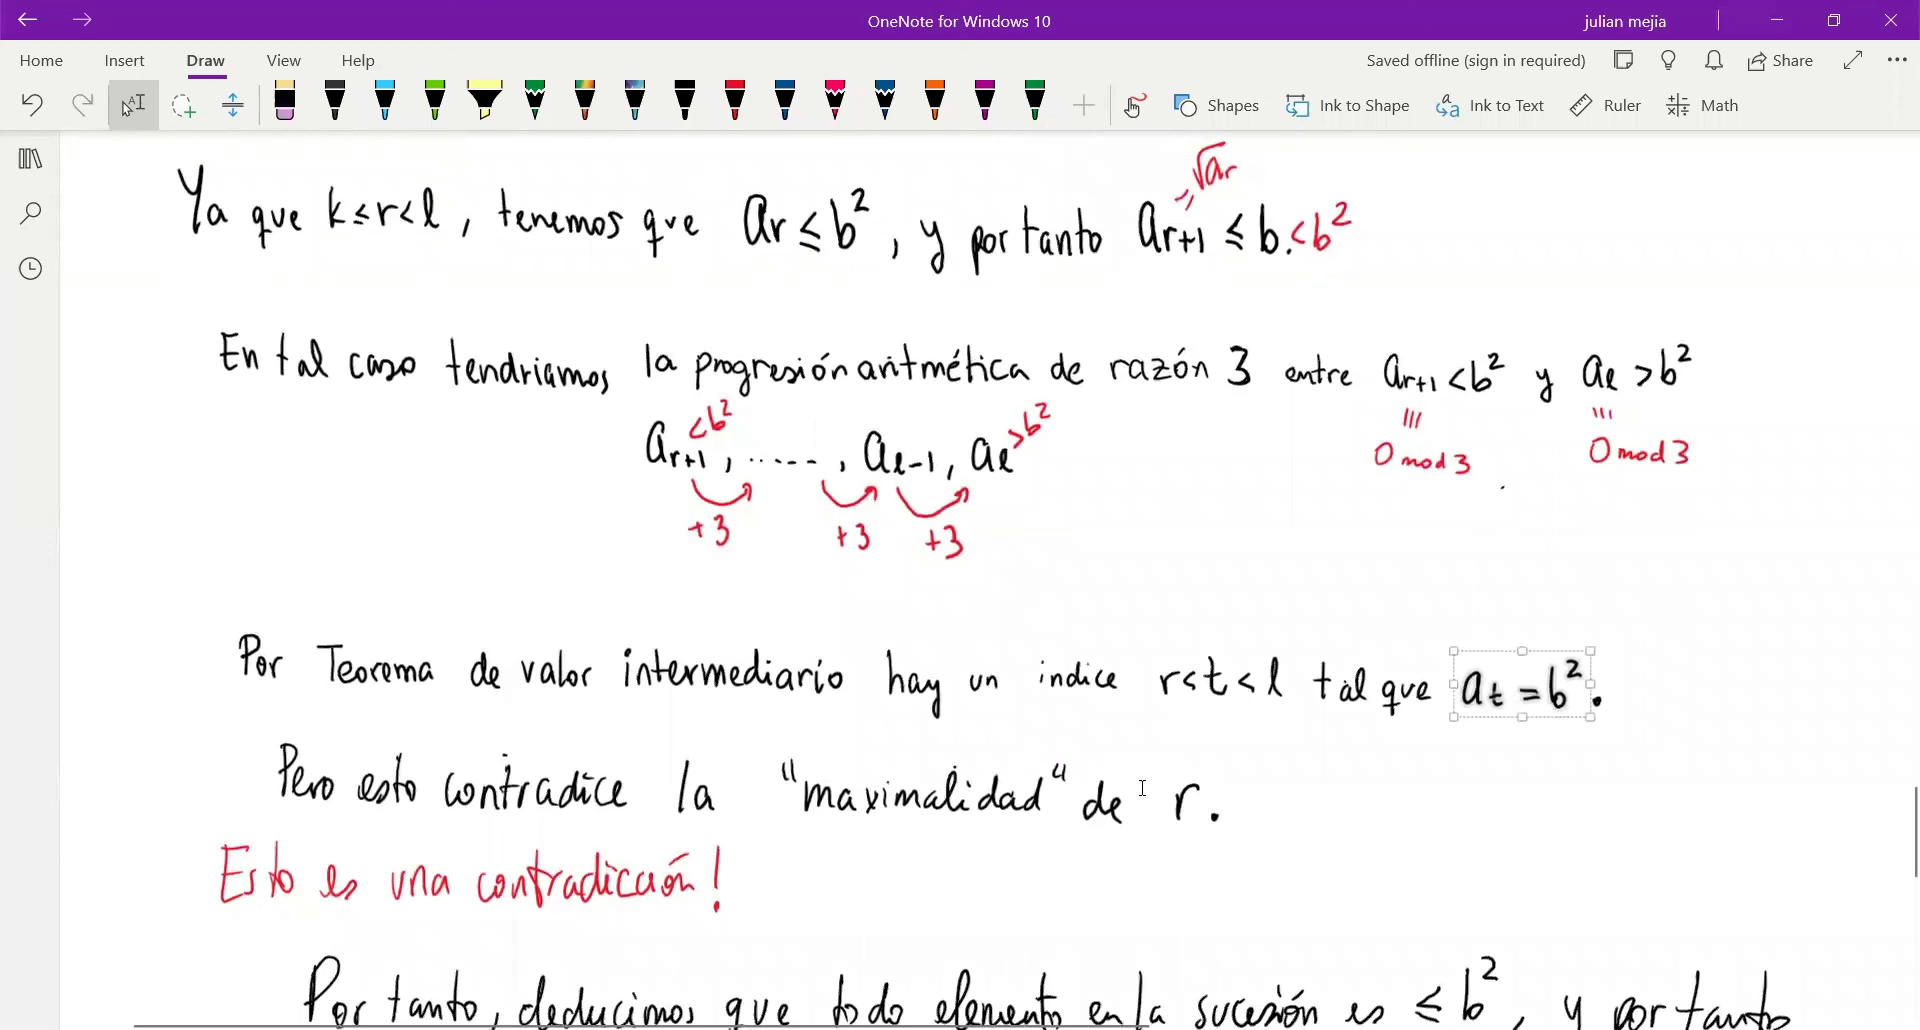 OneNote for Windows 10
julian mejia
Home Insert Draw View Help
Saved offline (sign in required) Share
Shapes Ink to Shape Ink to Text Ruler Math
√ar
=
Ya que k≤r<l, tenemos que ar ≤ b², y por tanto ar+1 ≤ b. <b²
En tal caso tendriamos la progresión aritmética de razón 3 entre ar+1 <b² y al >b²
≡ ≡
0 mod 3 0 mod 3
<b² >b²
ar+1, ......, al-1, al
+3 +3 +3
Por Teorema de valor intermediario hay un indice r<t<l tal que at = b².
Pero esto contradice la "maximalidad" de r.
Esto es una contradicción!
Por tanto, deducimos que todo elemento en la sucesión es ≤ b², y por tanto